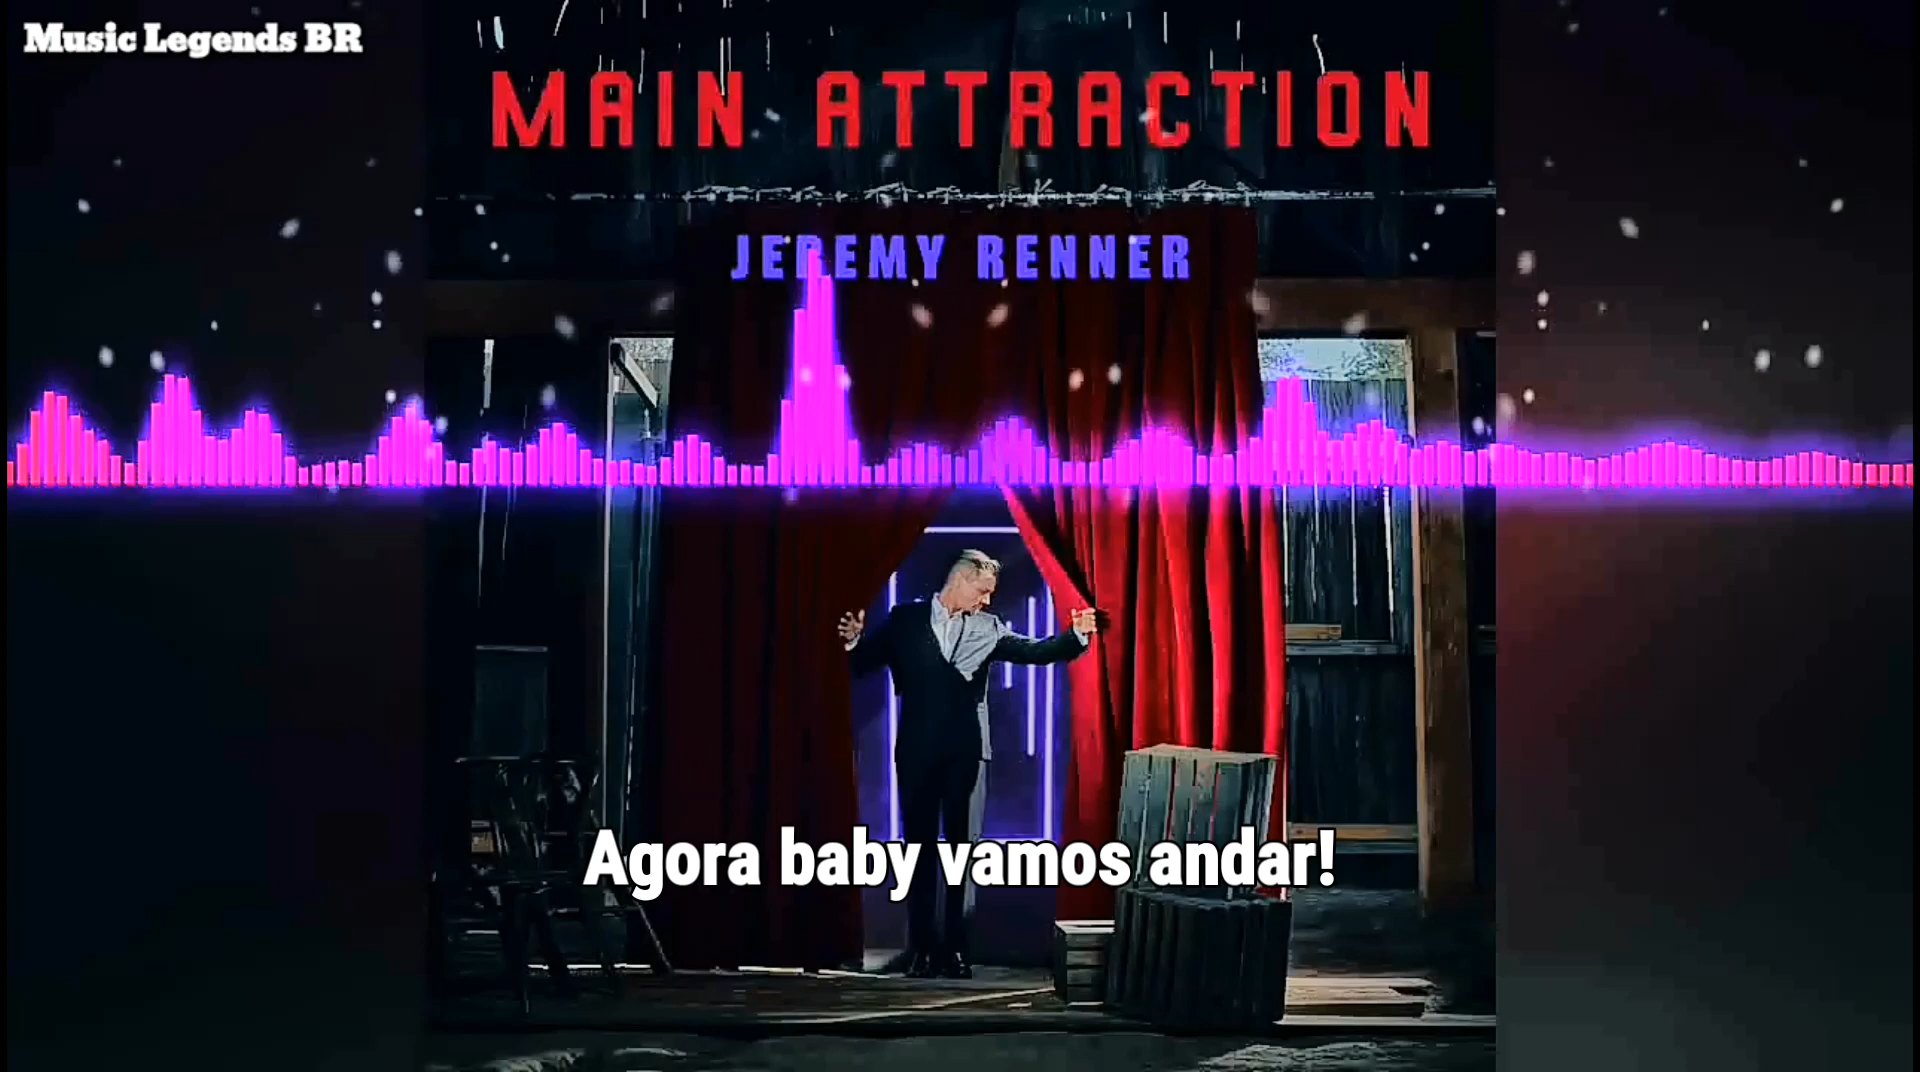 Music Legends BR
MAIN ATTRACTION
JEREMY RENNER
Agora baby vamos andar!